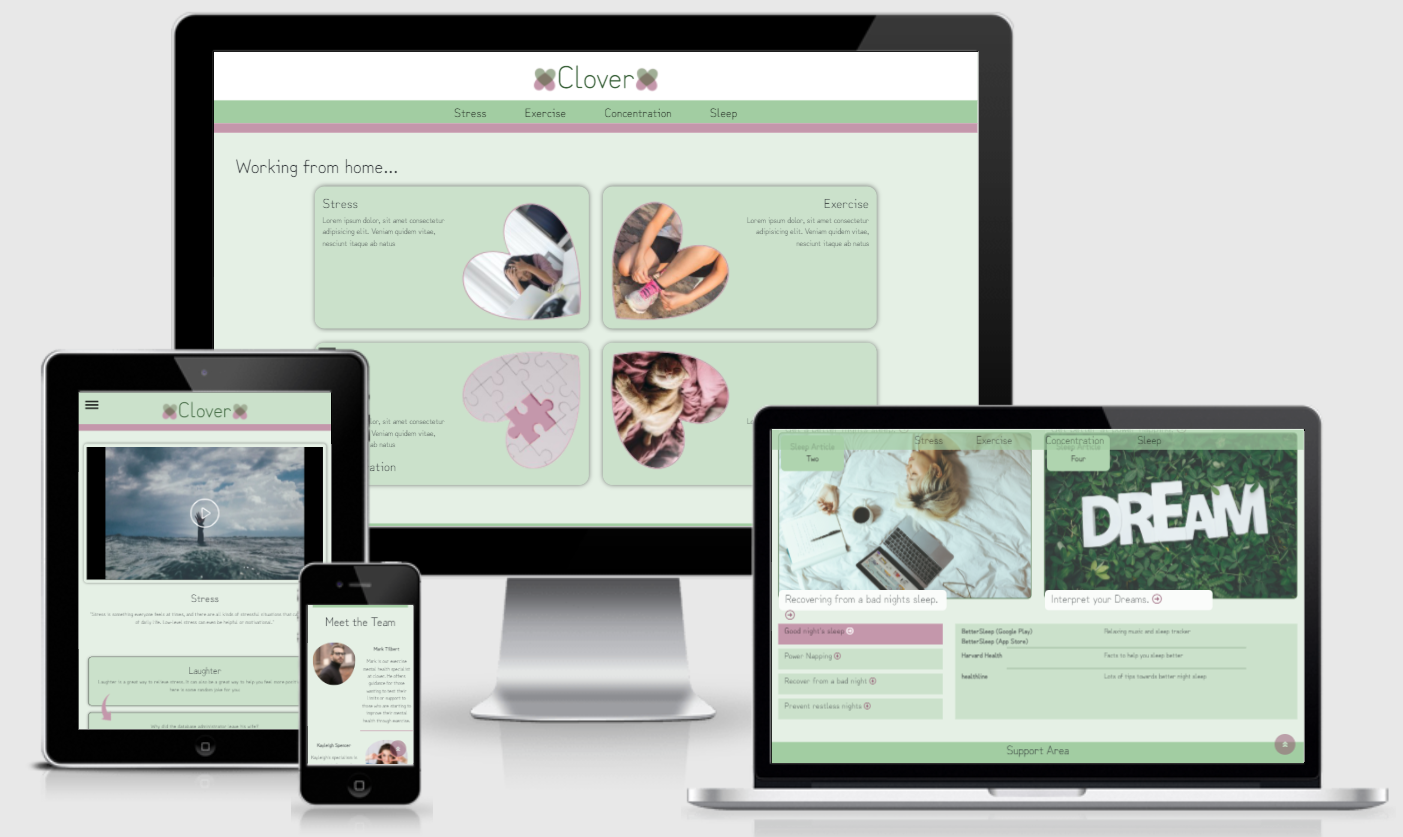 Clover
Stress Exercise Concentration Sleep
Working from home...
Stress
Lorem ipsum dolor, sit amet consectetur
adipisicing elit. Veniam quidem vitae,
nesciunt itaque ab natus
Exercise
Lorem ipsum dolor, sit amet consectetur
adipisicing elit. Veniam quidem vitae,
nesciunt itaque ab natus
consectetur
Veniam quidem vitae,
ab natus
ration
Clover
Stress
"Stress is something everyone feels at times, and there are all kinds of stressful situations that
of daily life, low-level stress can even be helpful or motivational."
Laughter
Laughter is a great way to relieve stress. It can also be a great way to help you feel more
here is some random joke for you
Why did the database administrator leave his wife?
Meet the Team
Mark Tilbert
Mark is our exercise
mental health specialist
at clover. He offers
guidance for those
wanting to test their
limits or support to
those who are starting to
improve their mental
health through exercise.
Kayleigh Spencer
Kayleigh specialises in
Stress Exercise Concentration Sleep
Sleep Article
Two
Sleep Article
Four
DREAM
Recovering from a bad nights sleep.
Interpret your Dreams.
Good night's sleep
Power Napping
Recover from a bad night
Prevent restless nights
BetterSleep (Google Play) Relaxing music and sleep tracker
BetterSleep (App Store)
Harvard Health Facts to help you sleep better
healthline Lots of tips towards better night sleep
Support Area